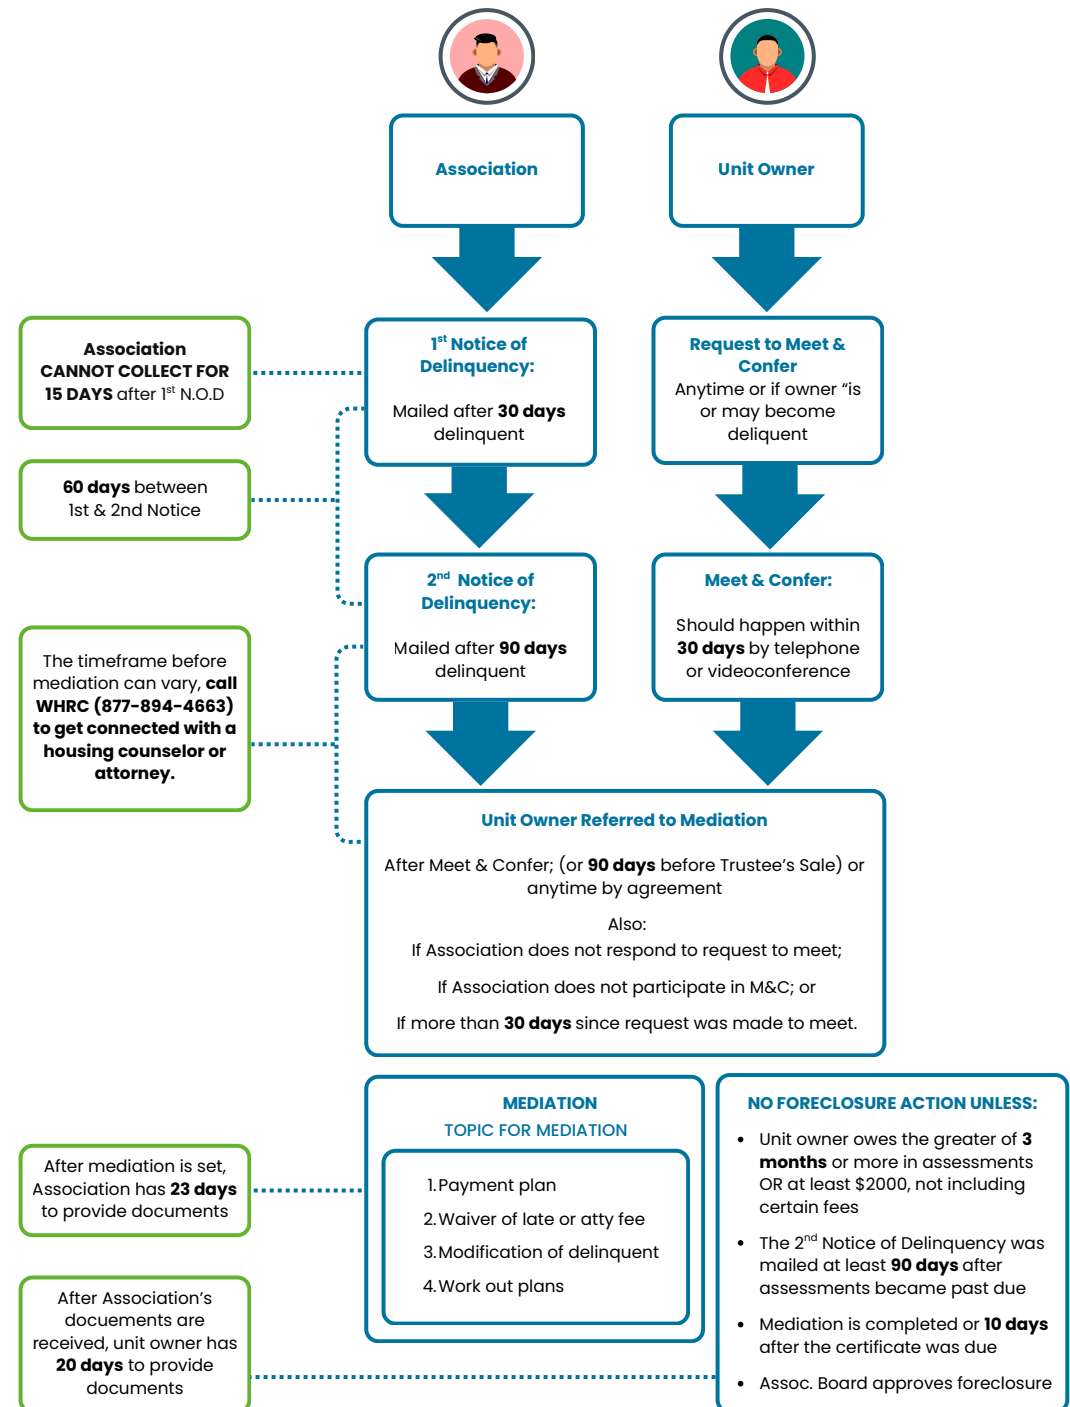 Association
Unit Owner
Association
CANNOT COLLECT FOR
15 DAYS after 1st N.O.D
1st Notice of
Delinquency:
Mailed after 30 days
delinquent
Request to Meet &
Confer
Anytime or if owner “is
or may become
deliquent
60 days between
1st & 2nd Notice
2nd Notice of
Delinquency:
Mailed after 90 days
delinquent
Meet & Confer:
Should happen within
30 days by telephone
or videoconference
The timeframe before
mediation can vary, call
WHRC (877-894-4663)
to get connected with a
housing counselor or
attorney.
Unit Owner Referred to Mediation
After Meet & Confer; (or 90 days before Trustee’s Sale) or
anytime by agreement
Also:
If Association does not respond to request to meet;
If Association does not participate in M&C; or
If more than 30 days since request was made to meet.
MEDIATION
TOPIC FOR MEDIATION
1. Payment plan
2. Waiver of late or atty fee
3. Modification of delinquent
4. Work out plans
NO FORECLOSURE ACTION UNLESS:
• Unit owner owes the greater of 3
months or more in assessments
OR at least $2000, not including
certain fees
• The 2nd Notice of Delinquency was
mailed at least 90 days after
assessments became past due
• Mediation is completed or 10 days
after the certificate was due
• Assoc. Board approves foreclosure
After mediation is set,
Association has 23 days
to provide documents
After Association’s
docuements are
received, unit owner has
20 days to provide
documents